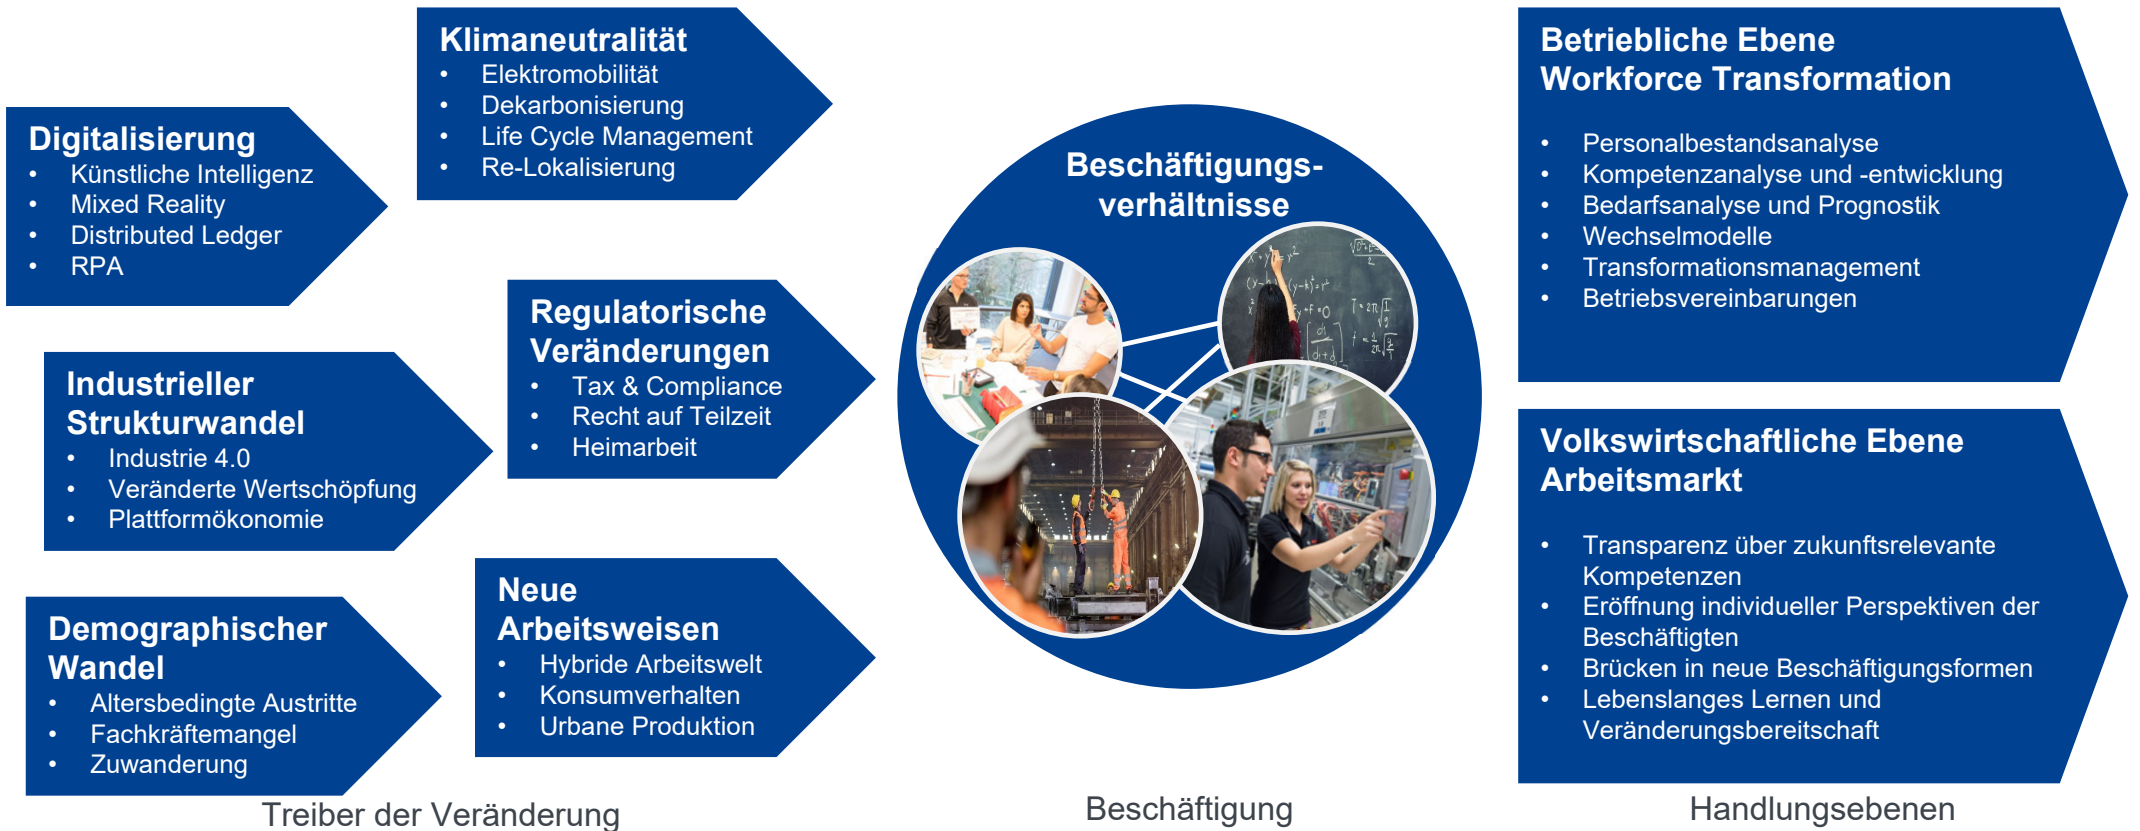 Digitalisierung
• Künstliche Intelligenz
• Mixed Reality
• Distributed Ledger
• RPA
Klimaneutralität
• Elektromobilität
• Dekarbonisierung
• Life Cycle Management
• Re-Lokalisierung
Industrieller
Strukturwandel
• Industrie 4.0
• Veränderte Wertschöpfung
• Plattformökonomie
Regulatorische
Veränderungen
• Tax & Compliance
• Recht auf Teilzeit
• Heimarbeit
Demographischer
Wandel
• Altersbedingte Austritte
• Fachkräftemangel
• Zuwanderung
Neue
Arbeitsweisen
• Hybride Arbeitswelt
• Konsumverhalten
• Urbane Produktion
Treiber der Veränderung
Beschäftigungs-
verhältnisse
Beschäftigung
Betriebliche Ebene
Workforce Transformation
• Personalbestandsanalyse
• Kompetenzanalyse und -entwicklung
• Bedarfsanalyse und Prognostik
• Wechselmodelle
• Transformationsmanagement
• Betriebsvereinbarungen
Volkswirtschaftliche Ebene
Arbeitsmarkt
• Transparenz über zukunftsrelevante
Kompetenzen
• Eröffnung individueller Perspektiven der
Beschäftigten
• Brücken in neue Beschäftigungsformen
• Lebenslanges Lernen und
Veränderungsbereitschaft
Handlungsebenen